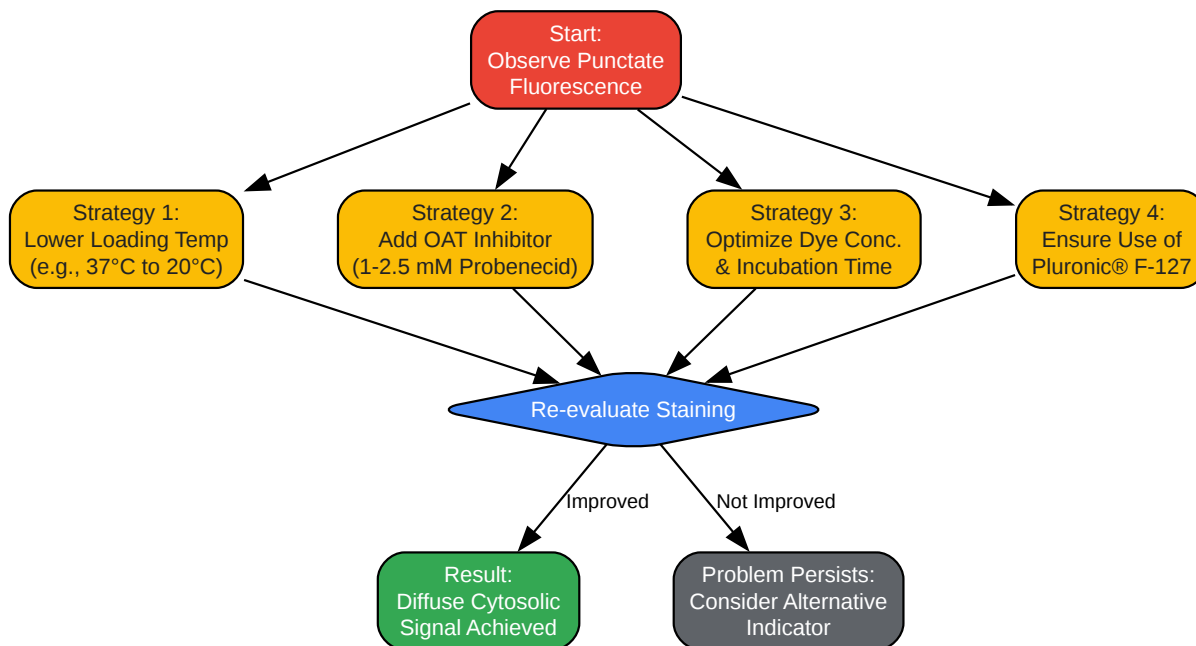 Start:
Observe Punctate
Fluorescence
Strategy 1:
Lower Loading Temp
(e.g., 37°C to 20°C)
Strategy 2:
Add OAT Inhibitor
(1-2.5 mM Probenecid)
Strategy 3:
Optimize Dye Conc.
& Incubation Time
Strategy 4:
Ensure Use of
Pluronic® F-127
Re-evaluate Staining
Improved
Not Improved
Result:
Diffuse Cytosolic
Signal Achieved
Problem Persists:
Consider Alternative
Indicator